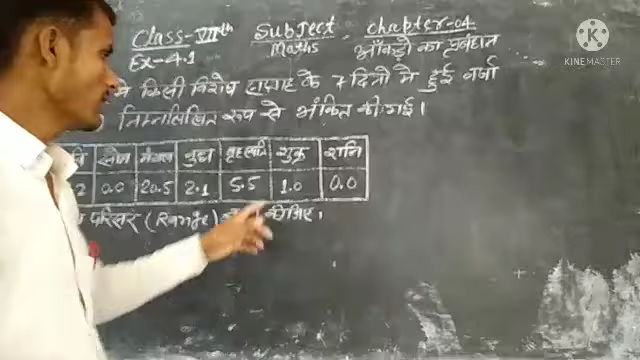 Class-VIIth Subject Maths chapter-04
Ex-4.1 आँकड़ो का प्रबंधन
में किसी विशेष सप्ताह के 7 दिनों में हुई वर्षा
निम्नलिखित रूप से अंकित की गई।
सोम मंगल बुध बृहस्पति शुक्र शनि
0.0 20.5 2.1 5.5 1.0 0.0
परिसर (Range) कीजिए।
KINEMASTER